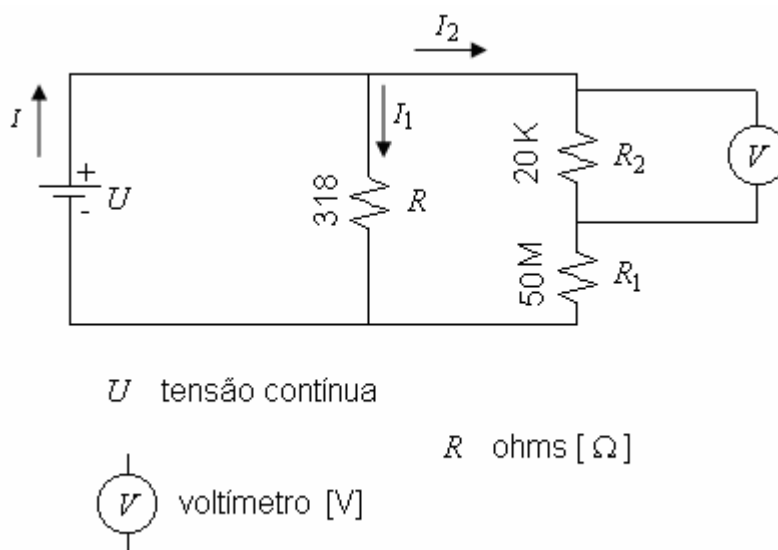 I₂
I
I₁
+
-
U
318
R
20K
R₂
V
50M
R₁
U tensão contínua
R ohms [Ω]
V voltímetro [V]